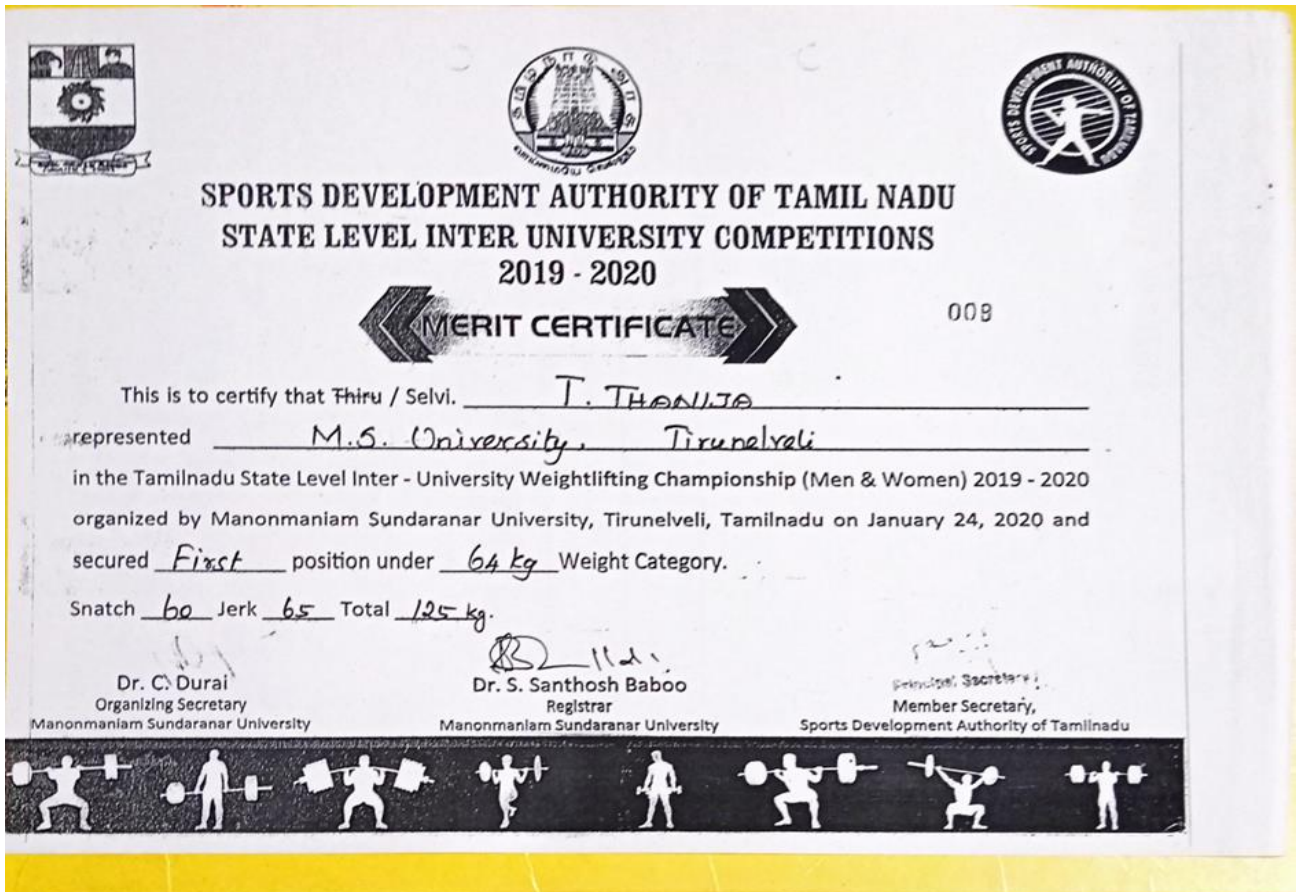 தமிழ்நாடு அரசு
வாய்மையே வெல்லும்
SPORTS DEVELOPMENT AUTHORITY OF TAMILNADU
SPORTS DEVELOPMENT AUTHORITY OF TAMIL NADU
STATE LEVEL INTER UNIVERSITY COMPETITIONS
2019 - 2020
MERIT CERTIFICATE
009
This is to certify that Thiru / Selvi. T. THANIJA
represented M.S. University, Tirunelveli
in the Tamilnadu State Level Inter - University Weightlifting Championship (Men & Women) 2019 - 2020
organized by Manonmaniam Sundaranar University, Tirunelveli, Tamilnadu on January 24, 2020 and
secured First position under 64 kg Weight Category.
Snatch 60 Jerk 65 Total 125 kg.
Dr. C. Durai
Organizing Secretary
Manonmaniam Sundaranar University
Dr. S. Santhosh Baboo
Registrar
Manonmaniam Sundaranar University
Principal Secretary /
Member Secretary,
Sports Development Authority of Tamilnadu